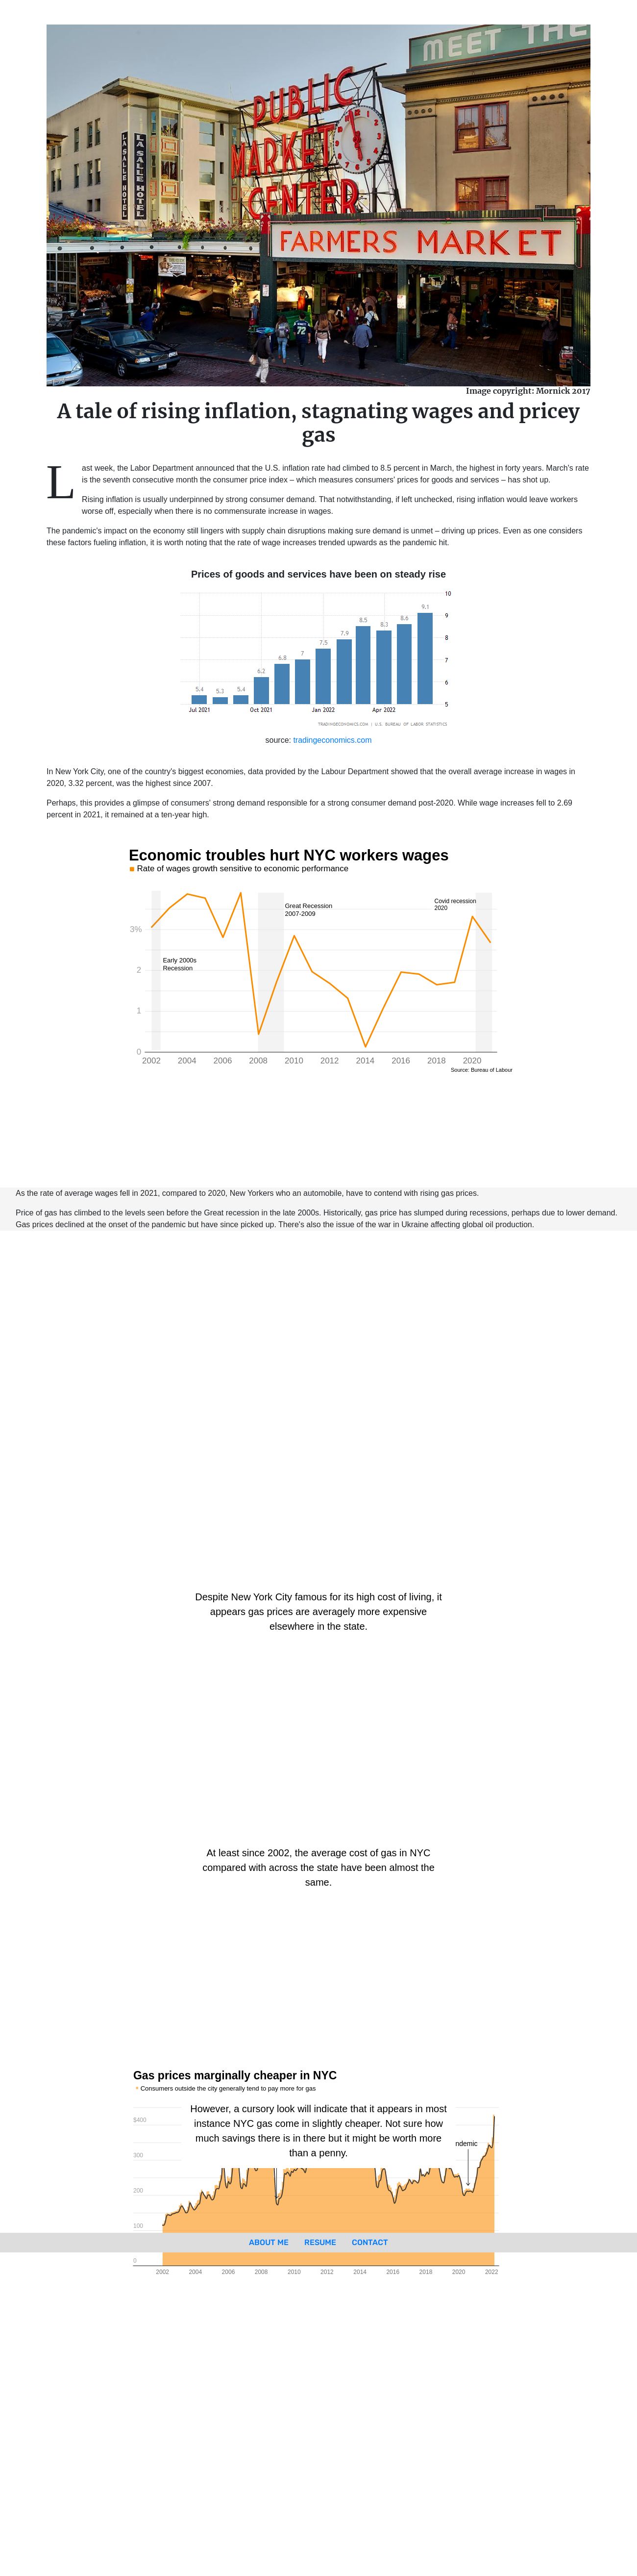 MEET THE
PUBLIC
MARKET
CENTER
LA SALLE HOTEL
LA SALLE HOTEL
FARMERS MARKET
Image copyright: Mornick 2017
A tale of rising inflation, stagnating wages and pricey
gas
Last week, the Labor Department announced that the U.S. inflation rate had climbed to 8.5 percent in March, the highest in forty years. March's rate
is the seventh consecutive month the consumer price index – which measures consumers' prices for goods and services – has shot up.
Rising inflation is usually underpinned by strong consumer demand. That notwithstanding, if left unchecked, rising inflation would leave workers
worse off, especially when there is no commensurate increase in wages.
The pandemic's impact on the economy still lingers with supply chain disruptions making sure demand is unmet – driving up prices. Even as one considers
these factors fueling inflation, it is worth noting that the rate of wage increases trended upwards as the pandemic hit.
Prices of goods and services have been on steady rise
10
9
8
7
6
5
5.4 5.3 5.4 6.2 6.8 7 7.5 7.9 8.5 8.3 8.6 9.1
Jul 2021 Oct 2021 Jan 2022 Apr 2022
TRADINGECONOMICS.COM | U.S. BUREAU OF LABOR STATISTICS
source: tradingeconomics.com
In New York City, one of the country's biggest economies, data provided by the Labour Department showed that the overall average increase in wages in
2020, 3.32 percent, was the highest since 2007.
Perhaps, this provides a glimpse of consumers' strong demand responsible for a strong consumer demand post-2020. While wage increases fell to 2.69
percent in 2021, it remained at a ten-year high.
Economic troubles hurt NYC workers wages
Rate of wages growth sensitive to economic performance
Great Recession
2007-2009
Covid recession
2020
Early 2000s
Recession
3%
2
1
0
2002 2004 2006 2008 2010 2012 2014 2016 2018 2020
Source: Bureau of Labour
As the rate of average wages fell in 2021, compared to 2020, New Yorkers who an automobile, have to contend with rising gas prices.
Price of gas has climbed to the levels seen before the Great recession in the late 2000s. Historically, gas price has slumped during recessions, perhaps due to lower demand.
Gas prices declined at the onset of the pandemic but have since picked up. There's also the issue of the war in Ukraine affecting global oil production.
Despite New York City famous for its high cost of living, it
appears gas prices are averagely more expensive
elsewhere in the state.
At least since 2002, the average cost of gas in NYC
compared with across the state have been almost the
same.
Gas prices marginally cheaper in NYC
* Consumers outside the city generally tend to pay more for gas
However, a cursory look will indicate that it appears in most
instance NYC gas come in slightly cheaper. Not sure how
much savings there is in there but it might be worth more
than a penny.
ndemic
$400
300
200
100
ABOUT ME RESUME CONTACT
0
2002 2004 2006 2008 2010 2012 2014 2016 2018 2020 2022